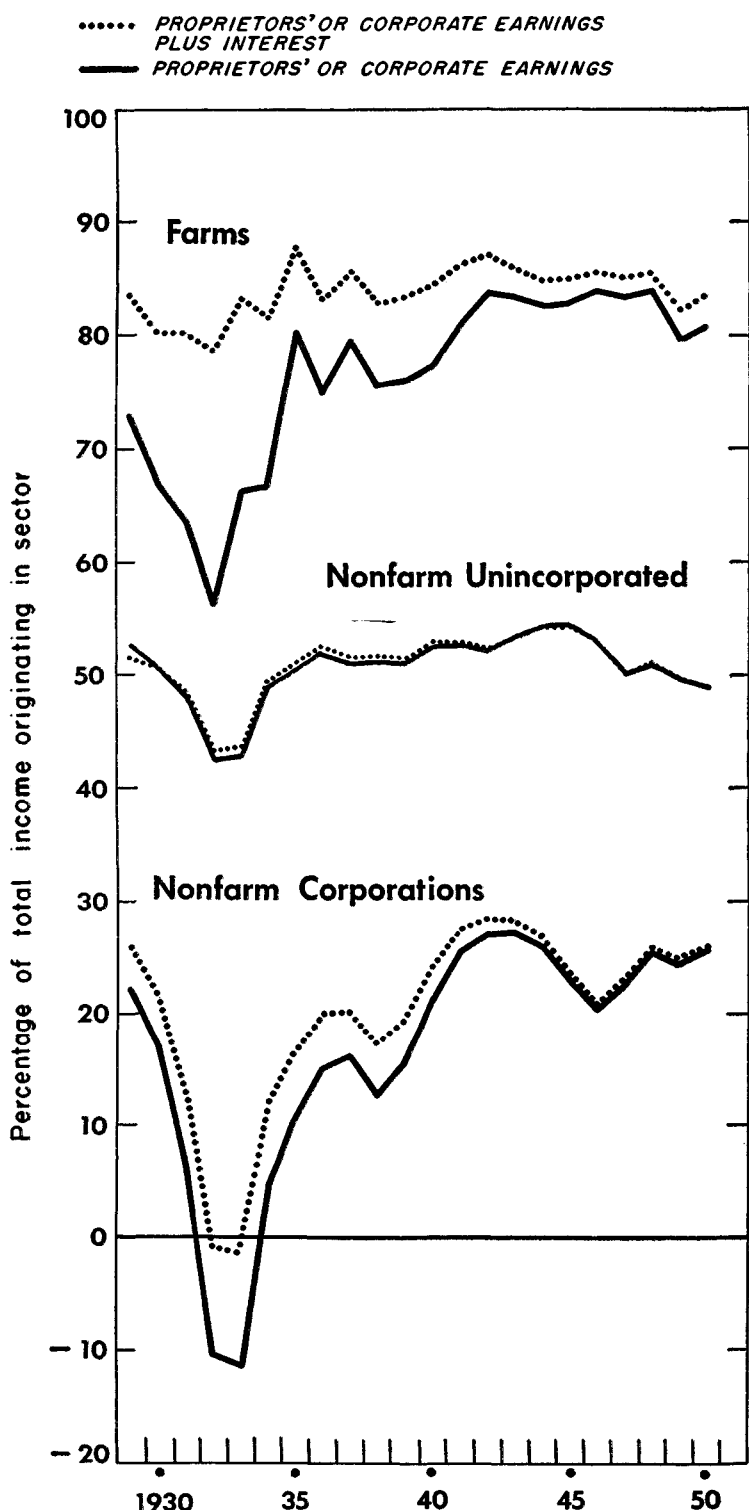 PROPRIETORS' OR CORPORATE EARNINGS
PLUS INTEREST
PROPRIETORS' OR CORPORATE EARNINGS
100
90
80
70
60
50
40
30
20
10
0
-10
-20
Percentage of total income originating in sector
Farms
Nonfarm Unincorporated
Nonfarm Corporations
1930 35 40 45 50